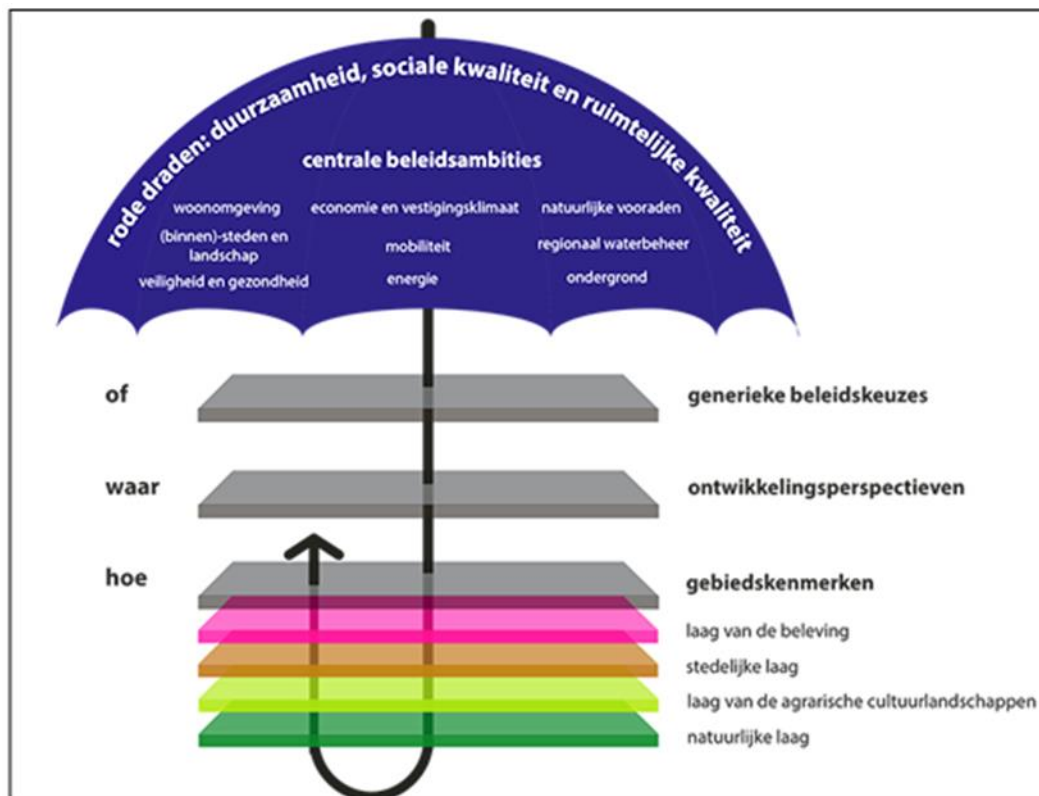 rode draden: duurzaamheid, sociale kwaliteit en ruimtelijke kwaliteit
centrale beleidsambities
woonomgeving
economie en vestigingsklimaat
natuurlijke vooraden
(binnen)-steden en
landschap
mobiliteit
regionaal waterbeheer
veiligheid en gezondheid
energie
ondergrond
of
generieke beleidskeuzes
waar
ontwikkelingsperspectieven
hoe
gebiedskenmerken
laag van de beleving
stedelijke laag
laag van de agrarische cultuurlandschappen
natuurlijke laag